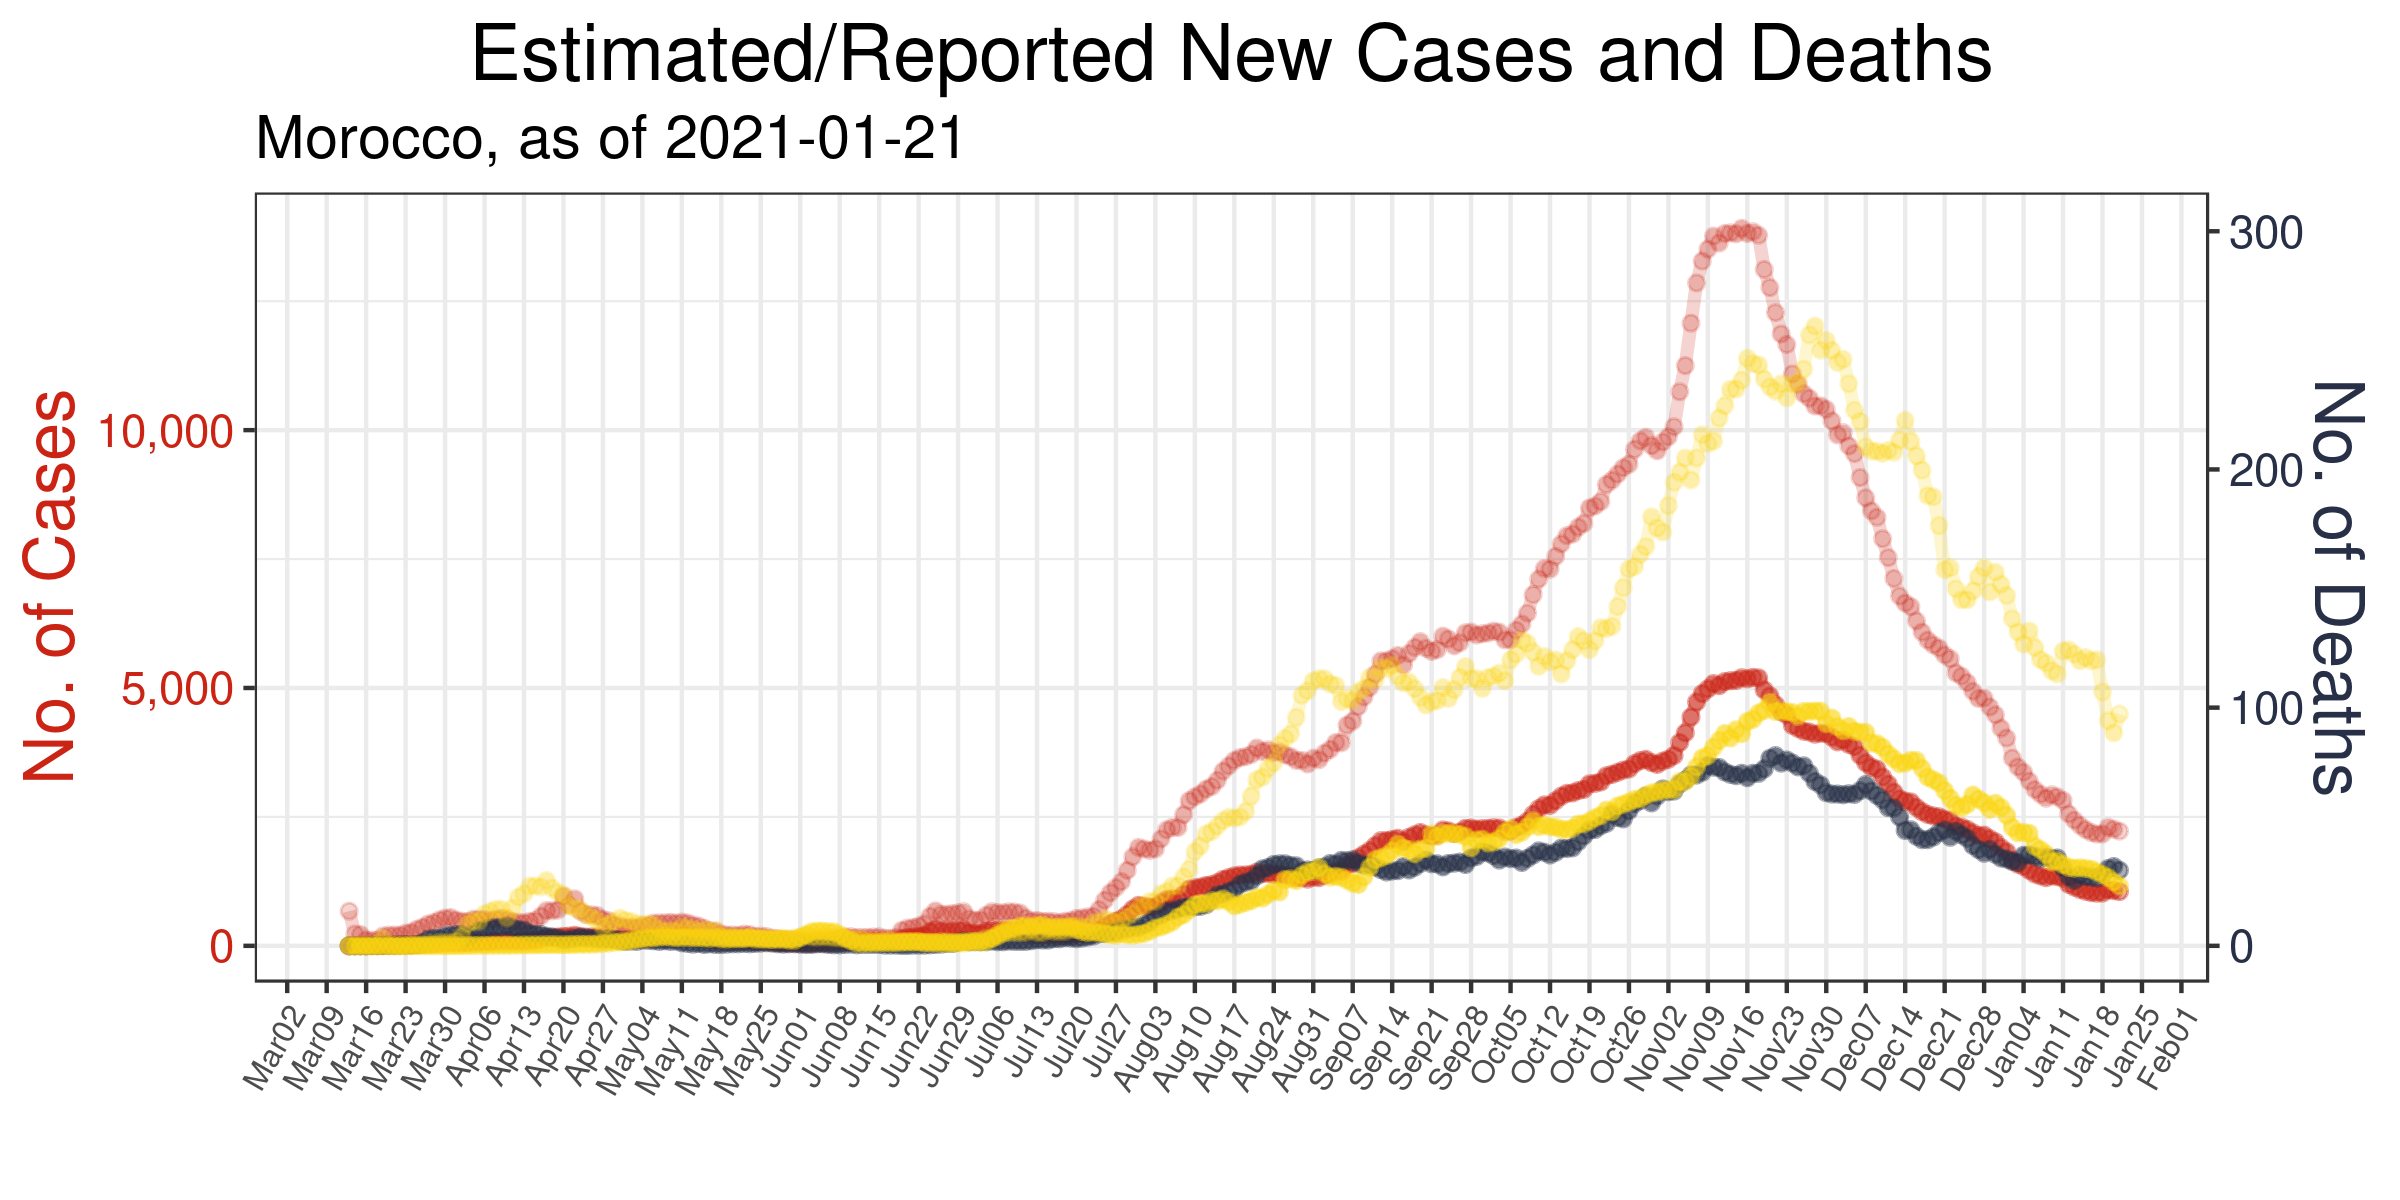 Estimated/Reported New Cases and Deaths
Morocco, as of 2021-01-21
No. of Cases
10,000
5,000
0
300
200
100
0
No. of Deaths
Mar02
Mar09
Mar16
Mar23
Mar30
Apr06
Apr13
Apr20
Apr27
May04
May11
May18
May25
Jun01
Jun08
Jun15
Jun22
Jun29
Jul06
Jul13
Jul20
Jul27
Aug03
Aug10
Aug17
Aug24
Aug31
Sep07
Sep14
Sep21
Sep28
Oct05
Oct12
Oct19
Oct26
Nov02
Nov09
Nov16
Nov23
Nov30
Dec07
Dec14
Dec21
Dec28
Jan04
Jan11
Jan18
Jan25
Feb01